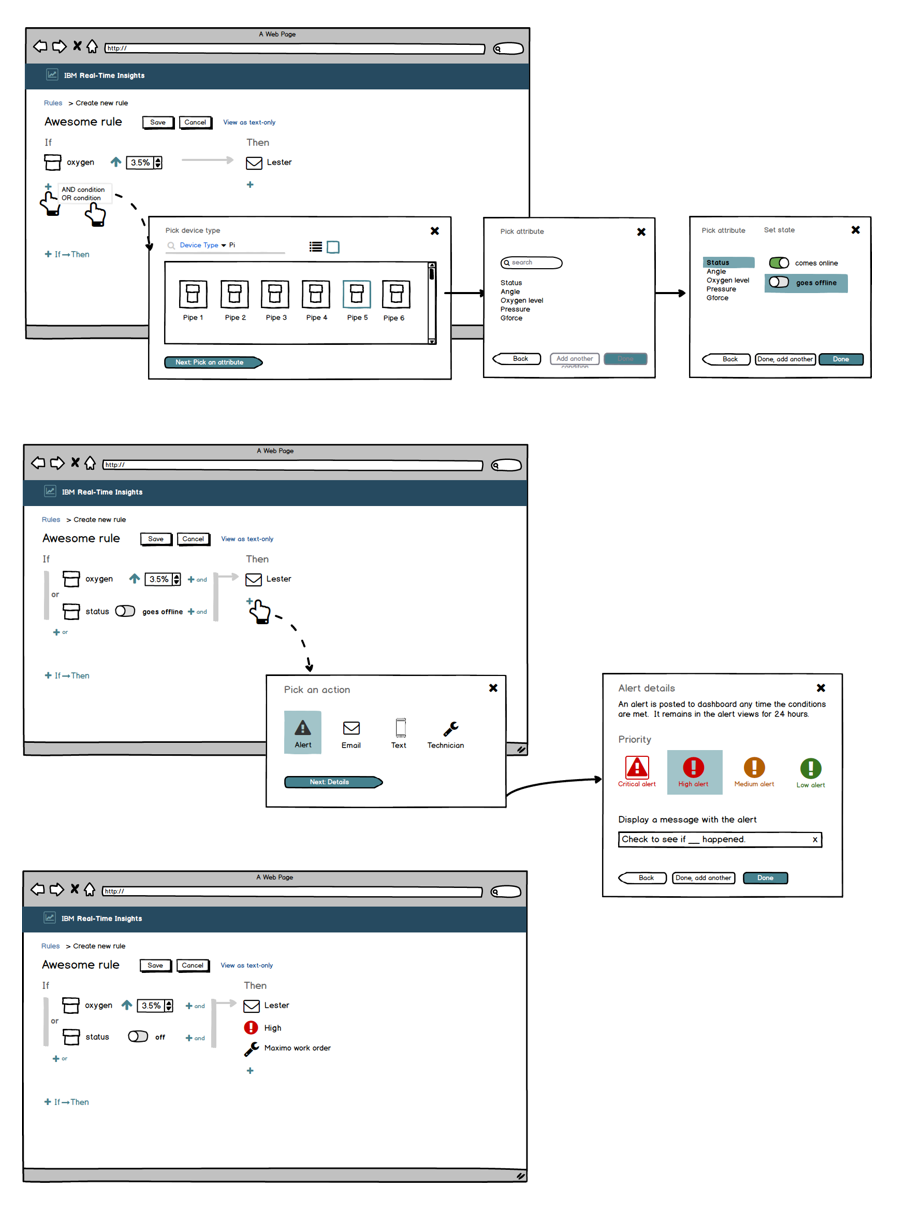 A Web Page
http://
IBM Real-Time Insights
Rules > Create new rule
Awesome rule Save Cancel View as text-only
If Then
oxygen 3.5% Lester
+ +
AND condition
OR condition
+ If→Then
Pick device type
Device Type Pi
Pipe 1 Pipe 2 Pipe 3 Pipe 4 Pipe 5 Pipe 6
Next: Pick an attribute
Pick attribute
search
Status
Angle
Oxygen level
Pressure
Gforce
Back Add another condition Done
Pick attribute Set state
Status comes online
Angle
Oxygen level goes offline
Pressure
Gforce
Back Done, add another Done
A Web Page
http://
IBM Real-Time Insights
Rules > Create new rule
Awesome rule Save Cancel View as text-only
If Then
oxygen 3.5% + and Lester
or
status goes offline + and +
+ or
+ If→Then
Pick an action
Alert Email Text Technician
Next: Details
Alert details
An alert is posted to dashboard any time the conditions
are met. It remains in the alert views for 24 hours.
Priority
Critical alert High alert Medium alert Low alert
Display a message with the alert
Check to see if __ happened. x
Back Done, add another Done
A Web Page
http://
IBM Real-Time Insights
Rules > Create new rule
Awesome rule Save Cancel View as text-only
If Then
oxygen 3.5% + and Lester
or High
status off + and Maximo work order
+ or +
+ If→Then